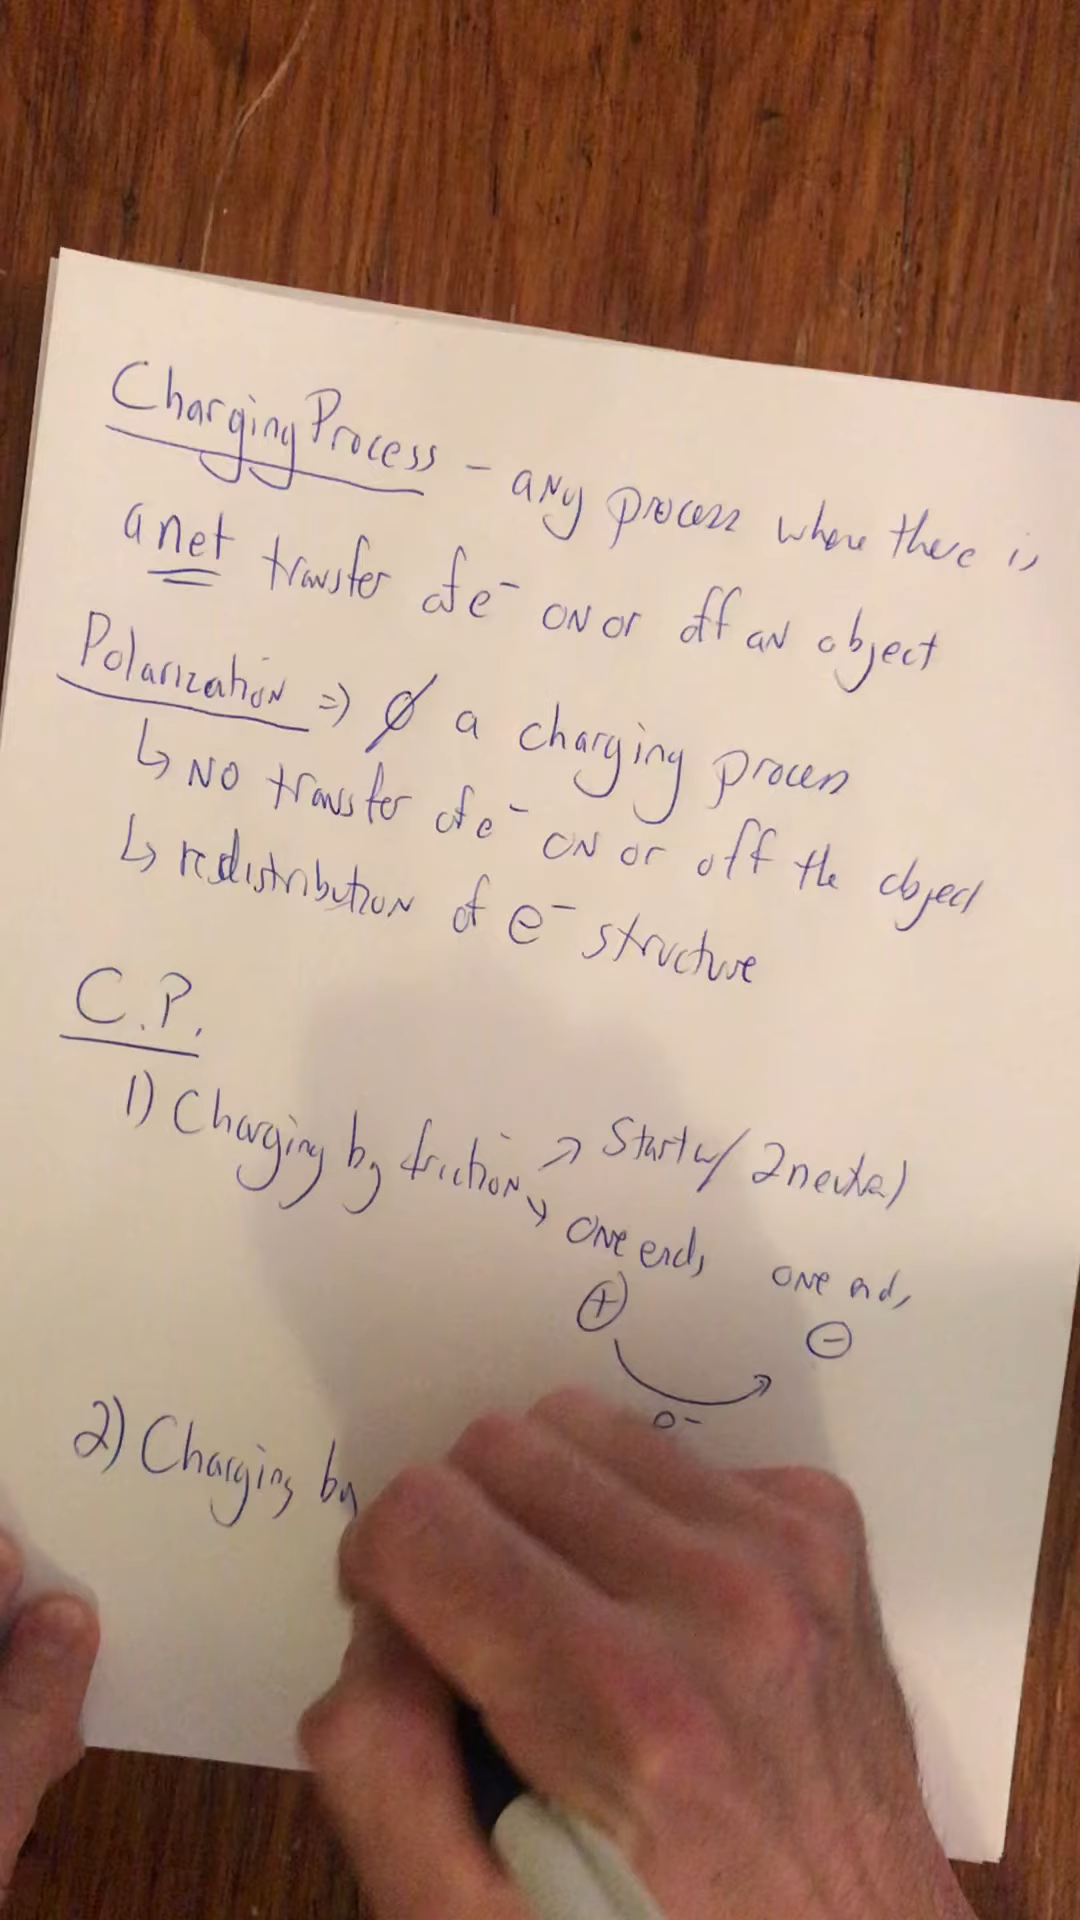 Charging Process - any process where there is
a net transfer of e⁻ on or off an object
Polarization => ∅ a charging process
↳ No transfer of e⁻ on or off the object
↳ redistribution of e⁻ structure
C.P.
1) Charging by friction → Start w/ 2 neutral
→ one ends one ends
+ -
e⁻
2) Charging by